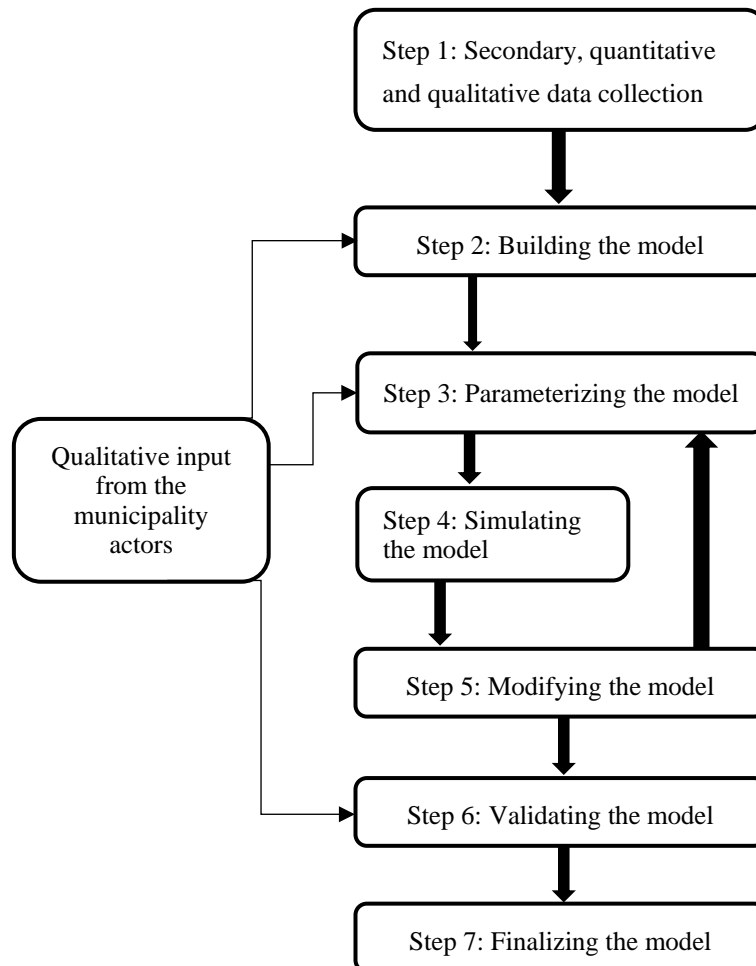 Step 1: Secondary, quantitative
and qualitative data collection
Step 2: Building the model
Step 3: Parameterizing the model
Qualitative input
from the
municipality
actors
Step 4: Simulating
the model
Step 5: Modifying the model
Step 6: Validating the model
Step 7: Finalizing the model